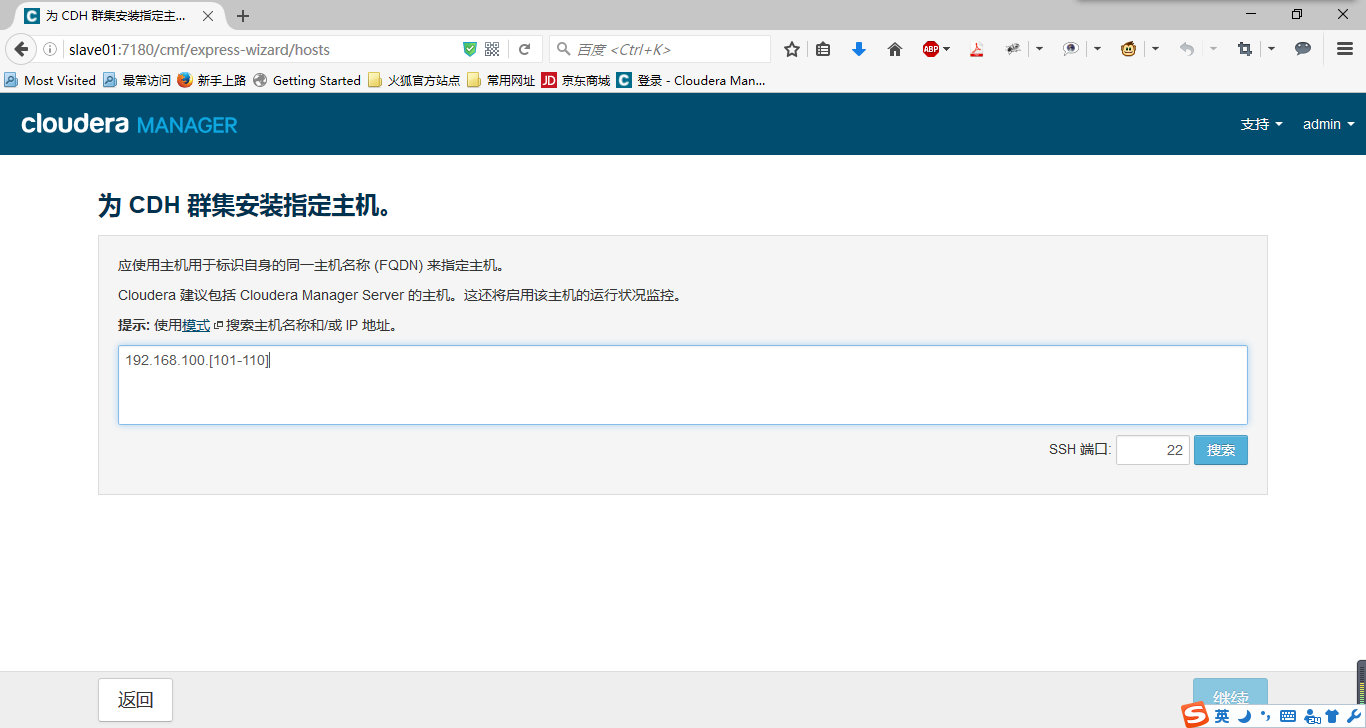 为 CDH 群集安装指定主...
slave01:7180/cmf/express-wizard/hosts
百度 <Ctrl+K>
ABP
Most Visited 最常访问 新手上路 Getting Started 火狐官方站点 常用网址 JD 京东商城 C 登录 - Cloudera Man...
cloudera MANAGER
支持 admin
为 CDH 群集安装指定主机。
应使用主机用于标识自身的同一主机名称 (FQDN) 来指定主机。
Cloudera 建议包括 Cloudera Manager Server 的主机。这还将启用该主机的运行状况监控。
提示: 使用模式 搜索主机名称和/或 IP 地址。
192.168.100.[101-110]
SSH 端口: 22 搜索
返回 继续
英